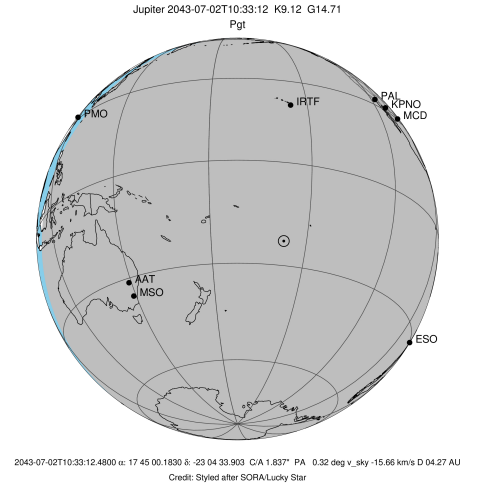 Jupiter 2043-07-02T10:33:12  K9.12  G14.71
Pgt
PAL
KPNO
MCD
IRTF
PMO
AAT
MSO
ESO
2043-07-02T10:33:12.4800 α: 17 45 00.1830 δ: -23 04 33.903  C/A 1.837"  PA   0.32 deg v_sky -15.66 km/s D 04.27 AU
Credit: Styled after SORA/Lucky Star